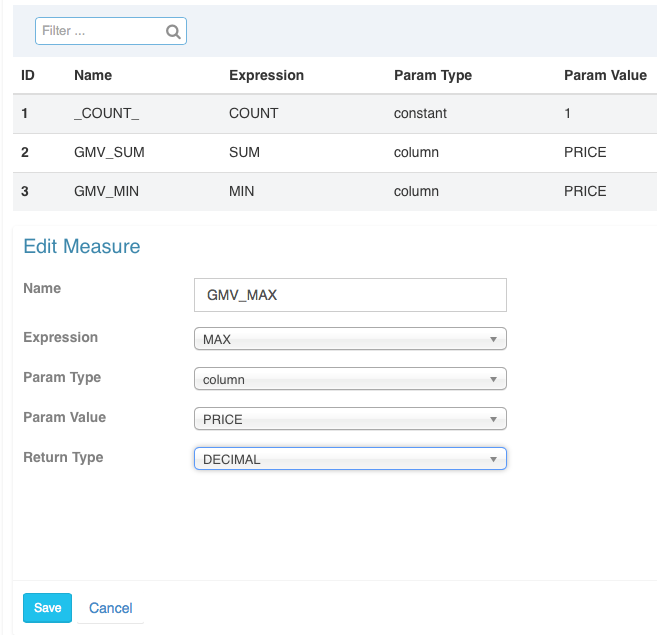 Filter ...
ID Name Expression Param Type Param Value
1 _COUNT_ COUNT constant 1
2 GMV_SUM SUM column PRICE
3 GMV_MIN MIN column PRICE
Edit Measure
Name GMV_MAX
Expression MAX
Param Type column
Param Value PRICE
Return Type DECIMAL
Save Cancel